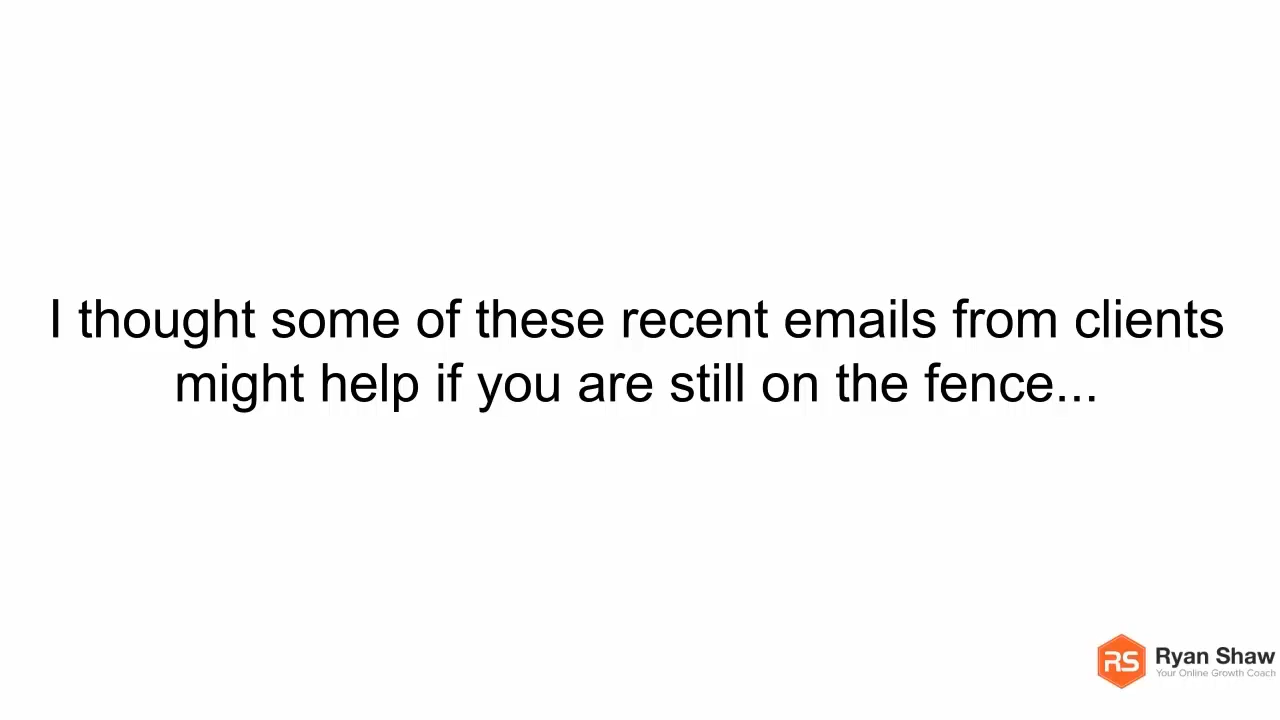 I thought some of these recent emails from clients
might help if you are still on the fence...
RS
Ryan Shaw
Your Online Growth Coach